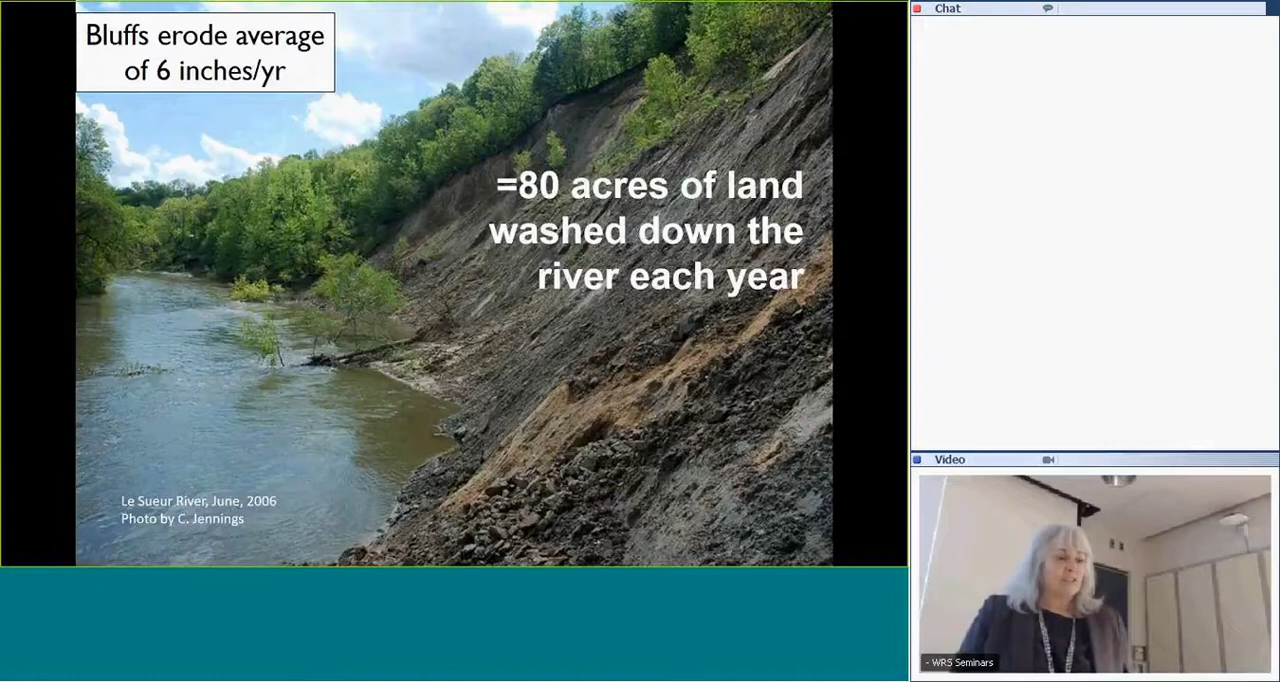 Bluffs erode average
of 6 inches/yr
=80 acres of land
washed down the
river each year
Le Sueur River, June, 2006
Photo by C. Jennings
Chat
Video
- WRS Seminars